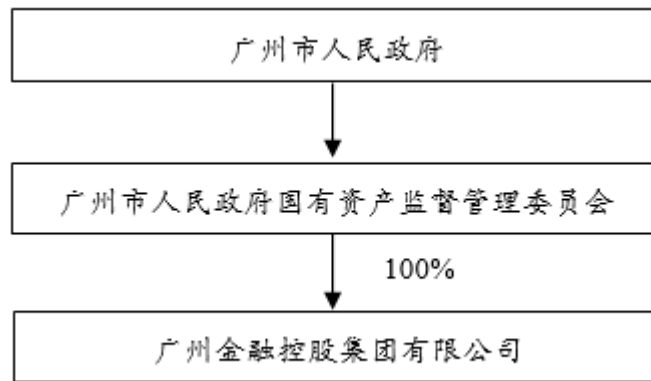 广州市人民政府
广州市人民政府国有资产监督管理委员会
100%
广州金融控股集团有限公司